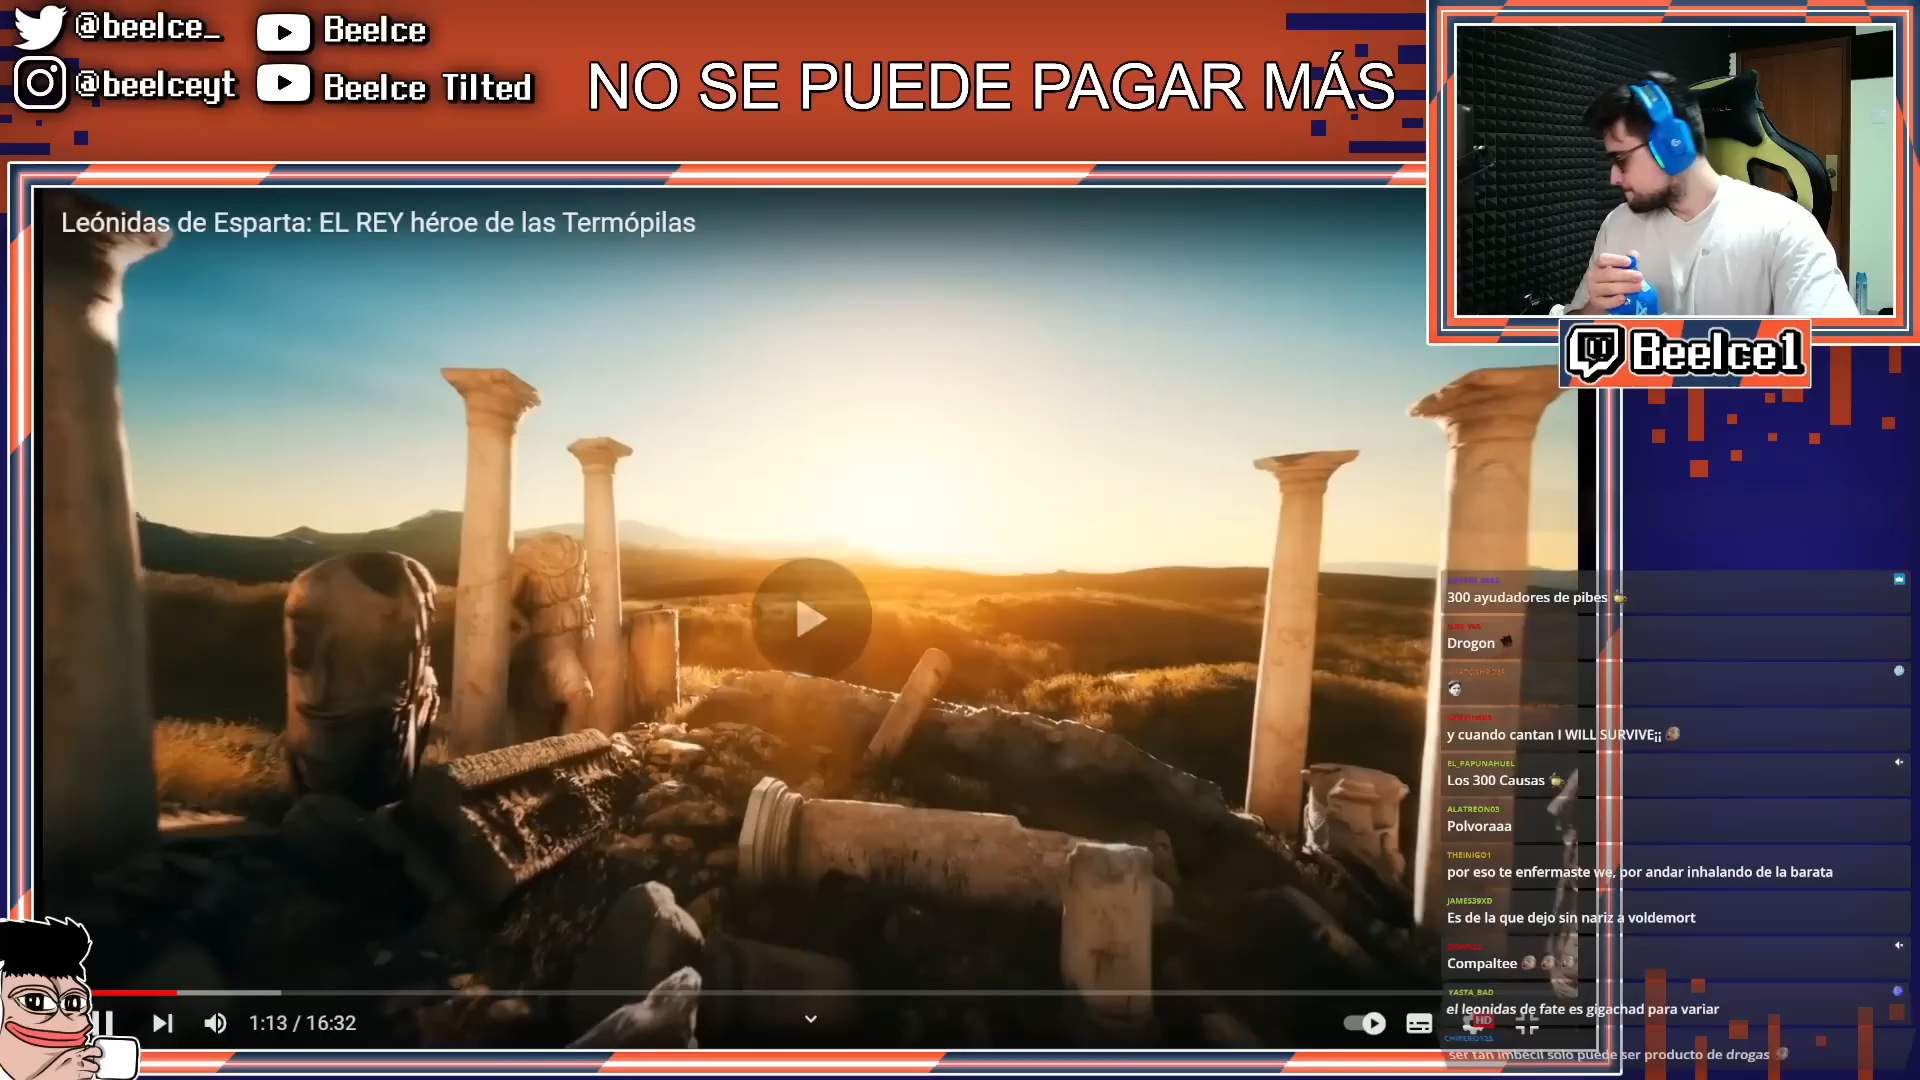 @beelce_
Beelce
@beelceyt
Beelce Tilted
NO SE PUEDE PAGAR MÁS
Leónidas de Esparta: EL REY héroe de las Termópilas
Beelce1
300 ayudadores de pibes
Drogon
y cuando cantan I WILL SURVIVE¡¡
EL_PAPUNAHUEL
Los 300 Causas
ALATREON03
Polvoraaa
THEINIGO1
por eso te enfermaste we, por andar inhalando de la barata
JAMES39XD
Es de la que dejo sin nariz a voldemort
Compaltee
YASTA_BAD
el leonidas de fate es gigachad para variar
ser tan imbecil solo puede ser producto de drogas
1:13 / 16:32
HD